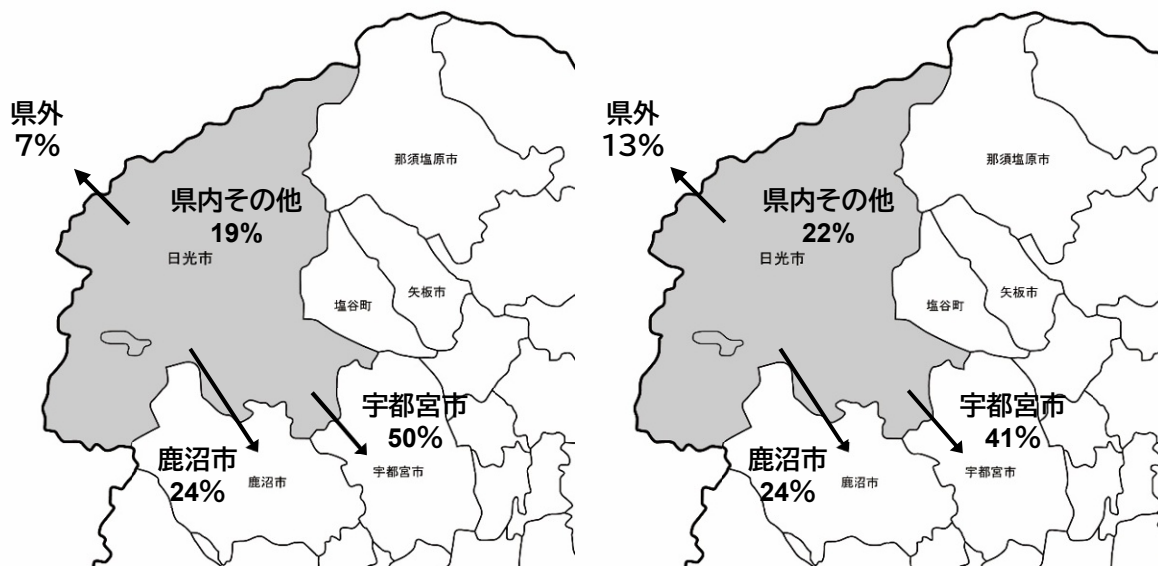 県外
7%
県内その他
19%
日光市
那須塩原市
塩谷町
矢板市
宇都宮市
50%
宇都宮市
鹿沼市
24%
鹿沼市
県外
13%
県内その他
22%
日光市
那須塩原市
塩谷町
矢板市
宇都宮市
41%
宇都宮市
鹿沼市
24%
鹿沼市